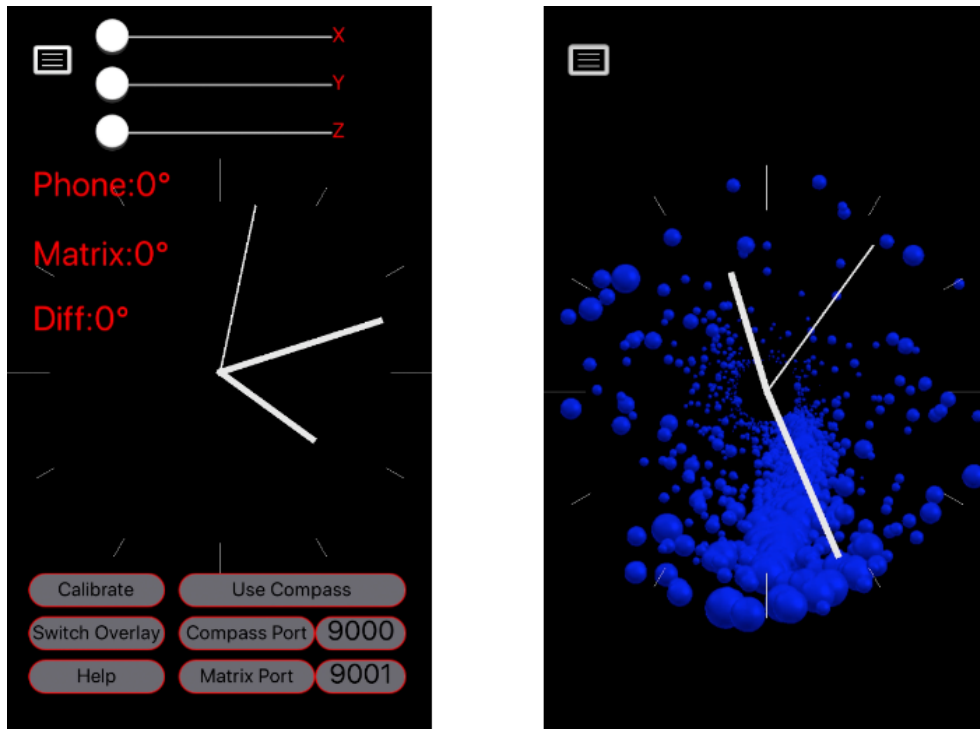 X
Y
Z
Phone:0°
Matrix:0°
Diff:0°
Calibrate
Use Compass
Switch Overlay
Compass Port
9000
Help
Matrix Port
9001